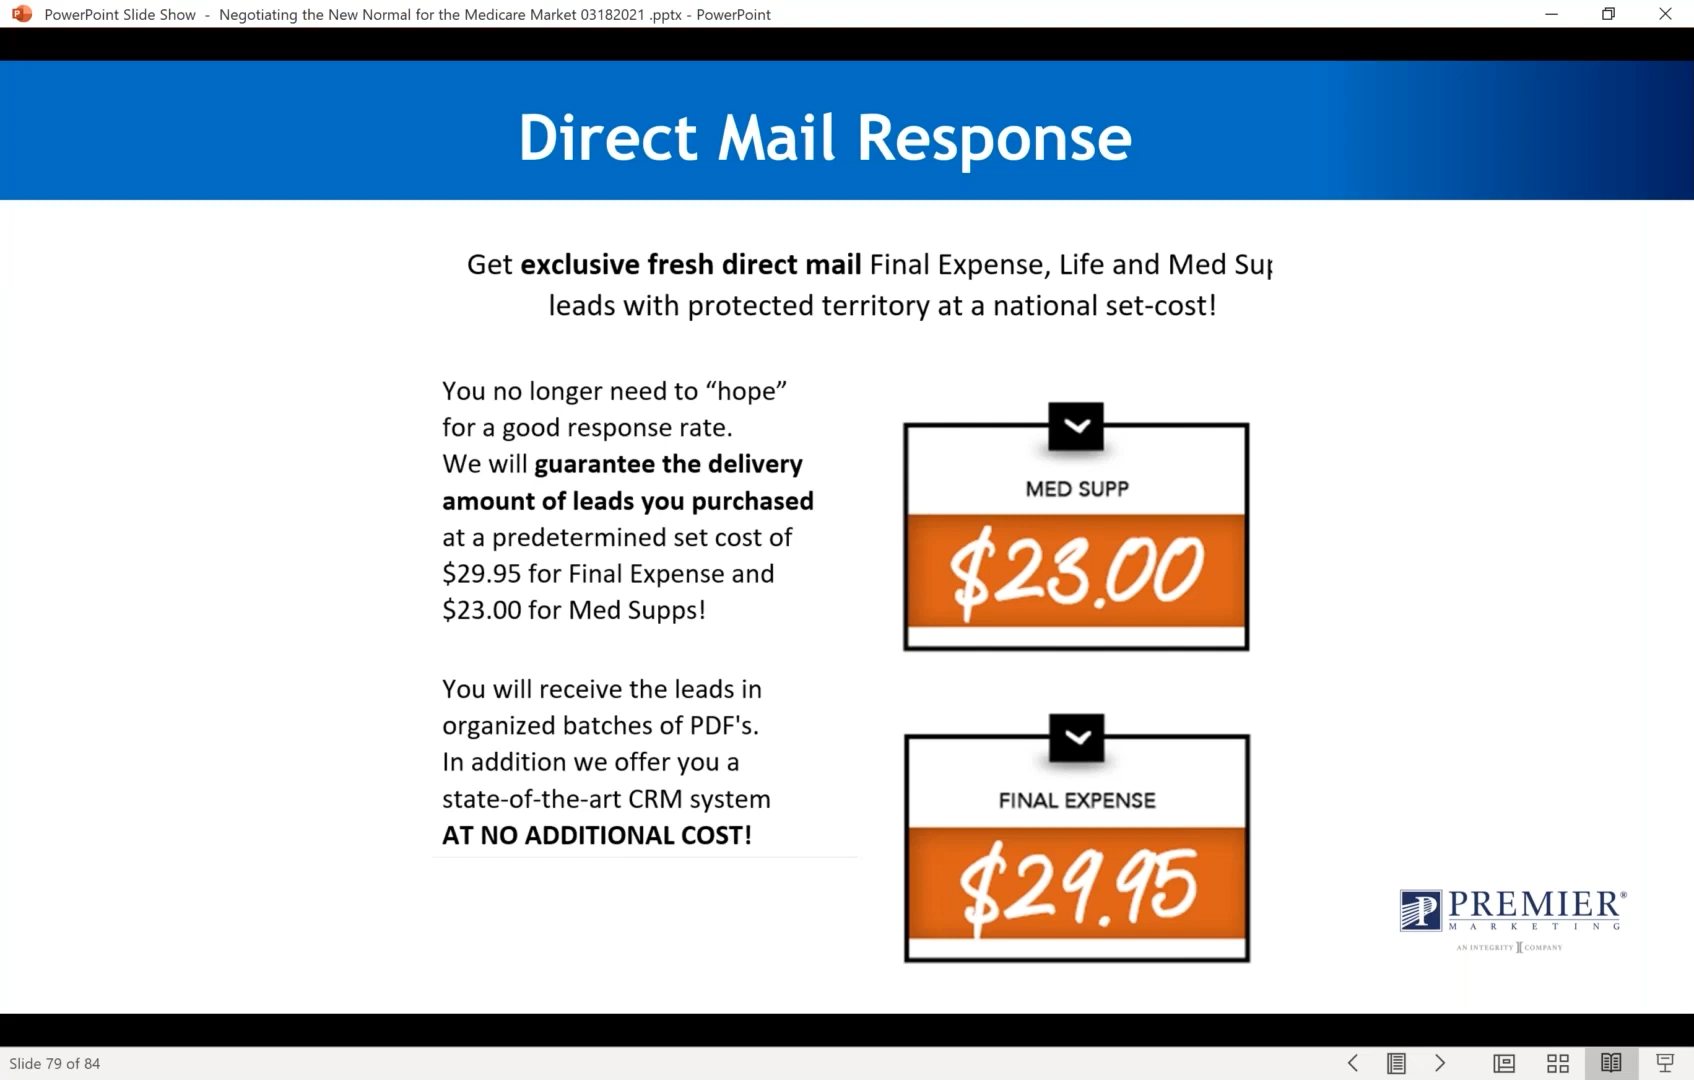 PowerPoint Slide Show - Negotiating the New Normal for the Medicare Market 03182021 .pptx - PowerPoint
Direct Mail Response
Get exclusive fresh direct mail Final Expense, Life and Med Sup
leads with protected territory at a national set-cost!
You no longer need to “hope”
for a good response rate.
We will guarantee the delivery
amount of leads you purchased
at a predetermined set cost of
$29.95 for Final Expense and
$23.00 for Med Supps!
You will receive the leads in
organized batches of PDF's.
In addition we offer you a
state-of-the-art CRM system
AT NO ADDITIONAL COST!
MED SUPP
$23.00
FINAL EXPENSE
$29.95
PREMIER®
MARKETING
AN INTEGRITY COMPANY
Slide 79 of 84